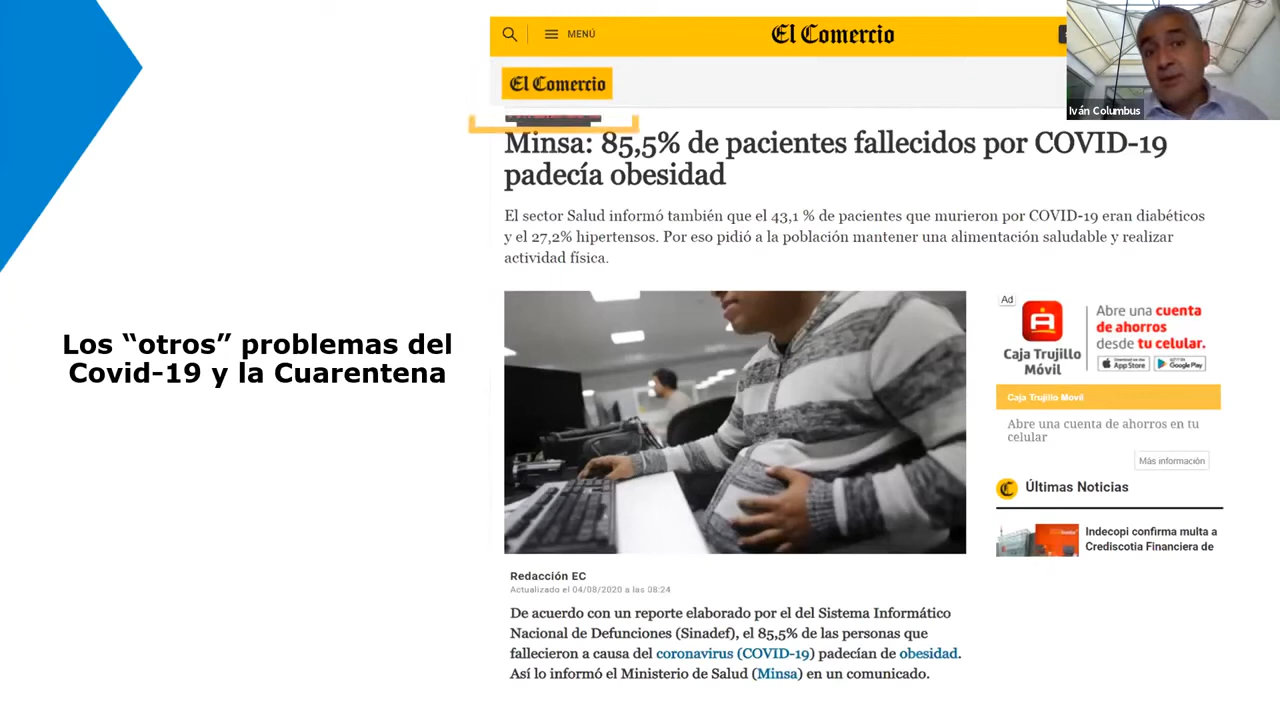 MENÚ
El Comercio
Iván Columbus
El Comercio
Minsa: 85,5% de pacientes fallecidos por COVID-19
padecía obesidad
El sector Salud informó también que el 43,1 % de pacientes que murieron por COVID-19 eran diabéticos
y el 27,2% hipertensos. Por eso pidió a la población mantener una alimentación saludable y realizar
actividad física.
Los “otros” problemas del
Covid-19 y la Cuarentena
Ad
Abre una cuenta
de ahorros
desde tu celular.
Caja Trujillo
Móvil
App Store
Google Play
Caja Trujillo Movil
Abre una cuenta de ahorros en tu
celular
Más información
Últimas Noticias
Indecopi confirma multa a
Crediscotia Financiera de
Redacción EC
Actualizado el 04/08/2020 a las 08:24
De acuerdo con un reporte elaborado por el del Sistema Informático
Nacional de Defunciones (Sinadef), el 85,5% de las personas que
fallecieron a causa del coronavirus (COVID-19) padecían de obesidad.
Así lo informó el Ministerio de Salud (Minsa) en un comunicado.